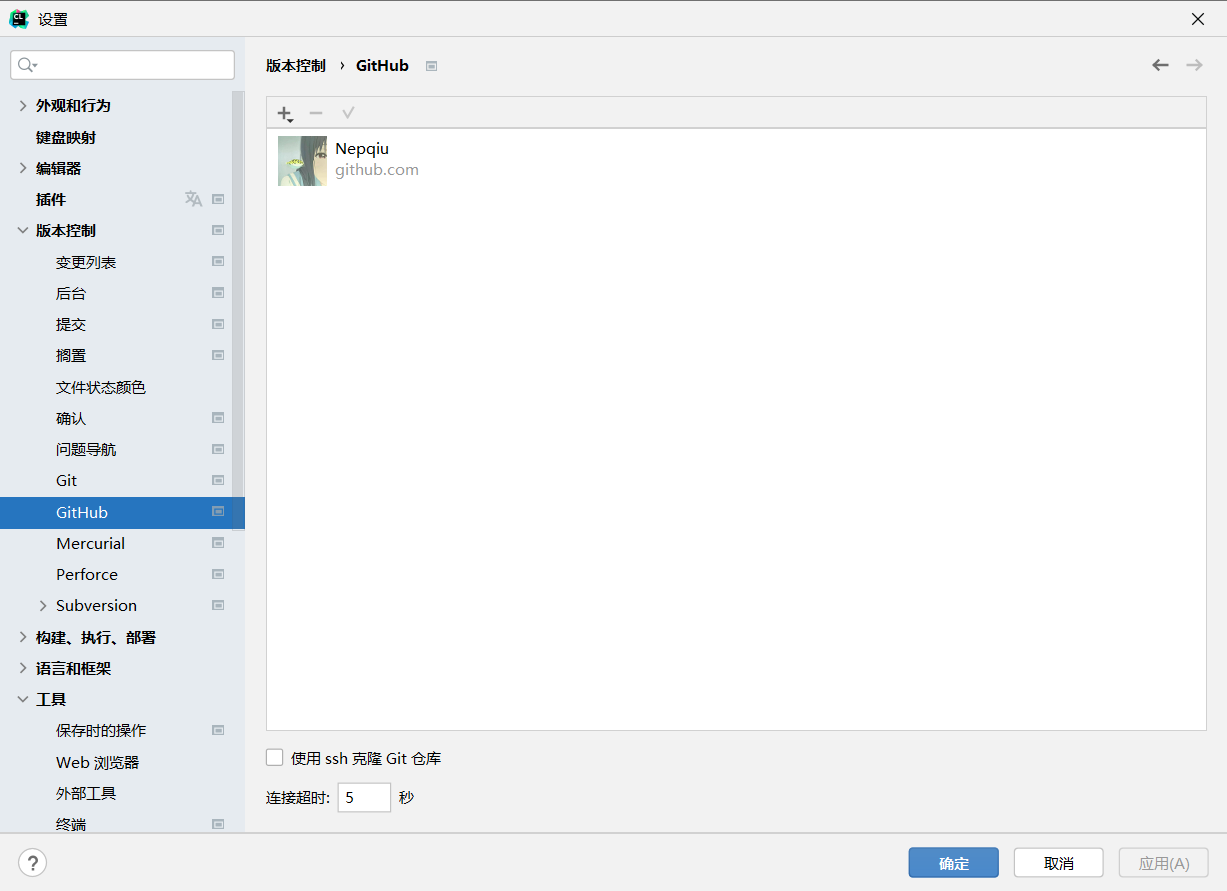 设置
版本控制 › GitHub
外观和行为
键盘映射
编辑器
插件
版本控制
变更列表
后台
提交
搁置
文件状态颜色
确认
问题导航
Git
GitHub
Mercurial
Perforce
Subversion
构建、执行、部署
语言和框架
工具
保存时的操作
Web 浏览器
外部工具
终端
Nepqiu
github.com
使用 ssh 克隆 Git 仓库
连接超时: 5 秒
?
确定
取消
应用(A)